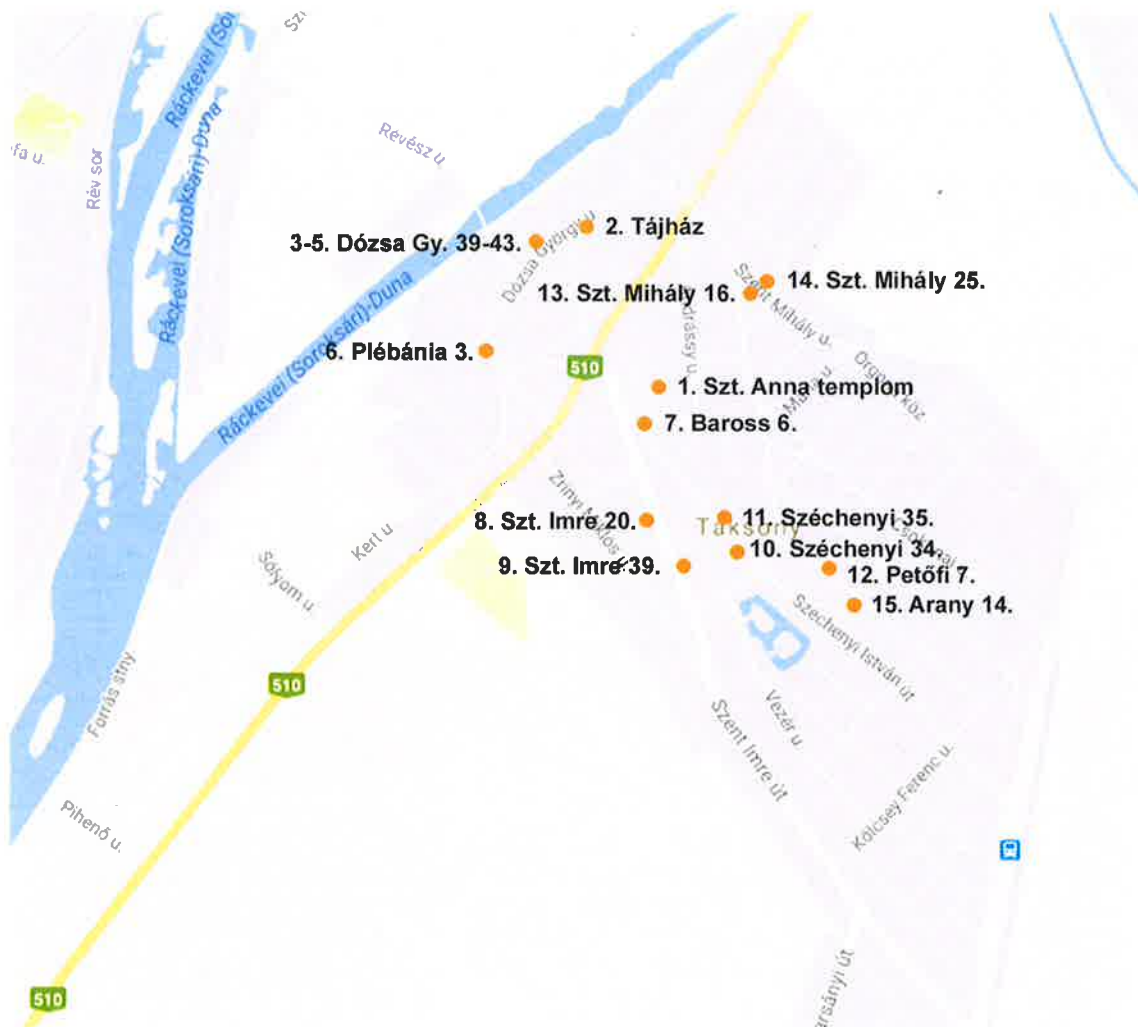 Ráckevei (Sor
Ráckevei (Soroksári)-Duna
Révész u.
fa u.
Rév sor
2. Tájház
3-5. Dózsa Gy. 39-43.
Dózsa György u
Ráckevei (Soroksári)-Duna
14. Szt. Mihály 25.
13. Szt. Mihály 16.
Szent Mihály u.
6. Plébánia 3.
510
1. Szt. Anna templom
7. Baross 6.
Zrínyi Miklós
8. Szt. Imre 20.
11. Széchenyi 35.
Taksony
10. Széchenyi 34.
9. Szt. Imre 39.
12. Petőfi 7.
15. Arany 14.
Kert u
Sólyom u.
Széchenyi István út
Forrás stny.
510
Vezér u.
Szent Imre út
Kölcsey Ferenc u.
Pihenő u.
arsányi út
510